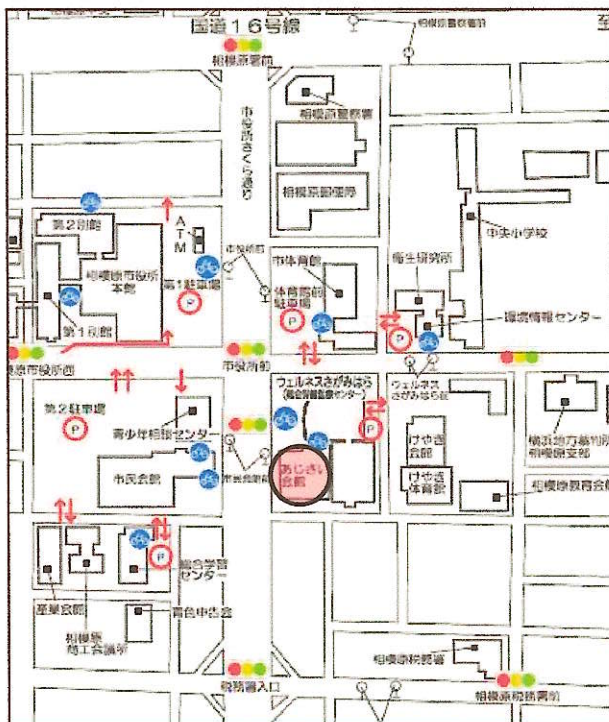 国道16号線
相模原警察署前
相模原署前
相模原警察署
市役所さくら通り
相模原郵便局
第2別館
ATM
市役所前
市体育館
中央小学校
相模原市役所
本館
第1駐車場
P
体育館前
駐車場
P
衛生研究所
P
環境情報センター
第1別館
市役所前
第2駐車場
P
青少年相談センター
ウェルネスさがみはら
P
ウェルネス
さがみはら前
けやき
会館
横浜地方裁判所
相模原支部
市民会館
市民会館前
あじさい
会館
けやき
体育館
相模原教育会館
P
総合学習
センター
産業会館
相模原
商工会議所
青色申告会
相模原税務署
税務署入口
相模原税務署前